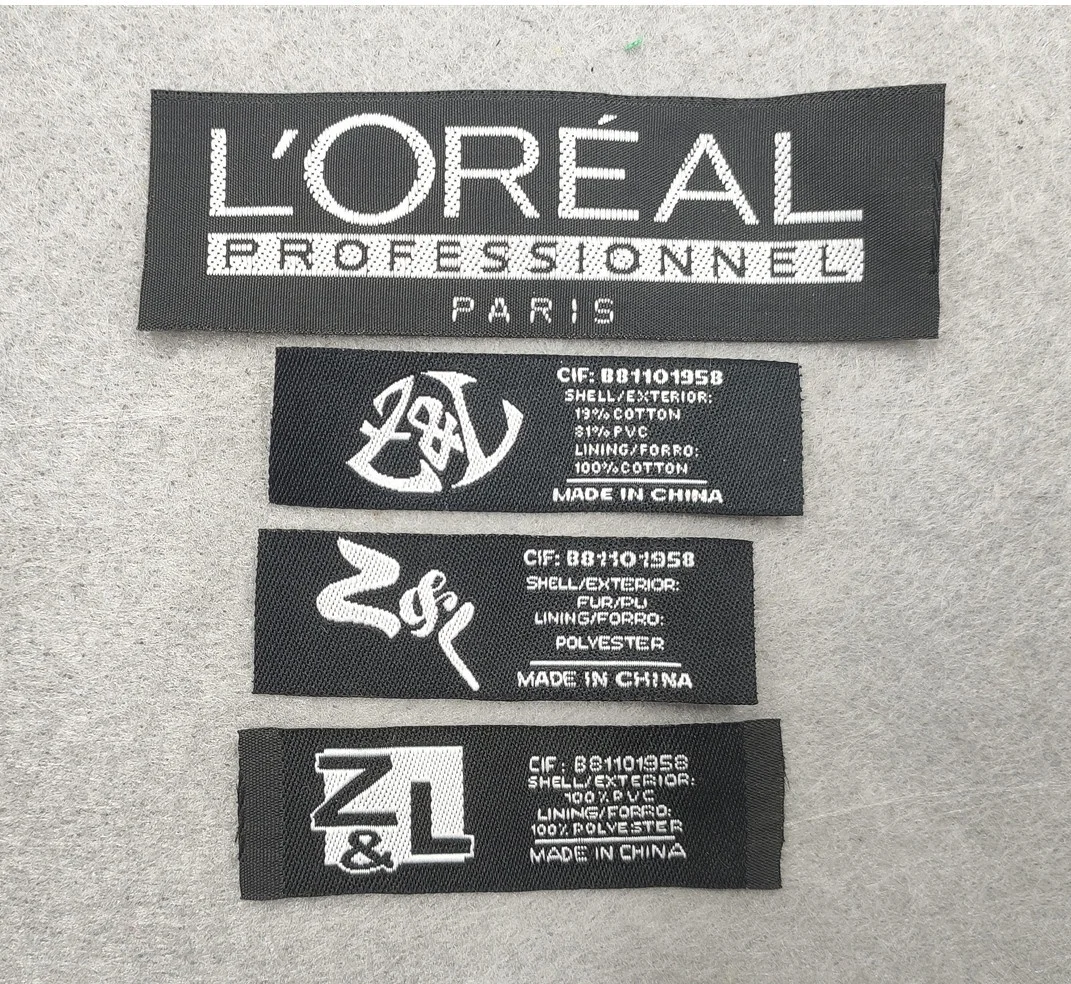 L'ORÉAL
PROFESSIONNEL
PARIS
Z&L
CIF: B81101958
SHELL/EXTERIOR:
19% COTTON
81% PVC
LINING/FORRO:
100% COTTON
MADE IN CHINA
Z&L
CIF: B81101958
SHELL/EXTERIOR:
FUR/PU
LINING/FORRO:
POLYESTER
MADE IN CHINA
Z
&
L
CIF: B81101958
SHELL/EXTERIOR:
100% PVC
LINING/FORRO:
100% POLYESTER
MADE IN CHINA